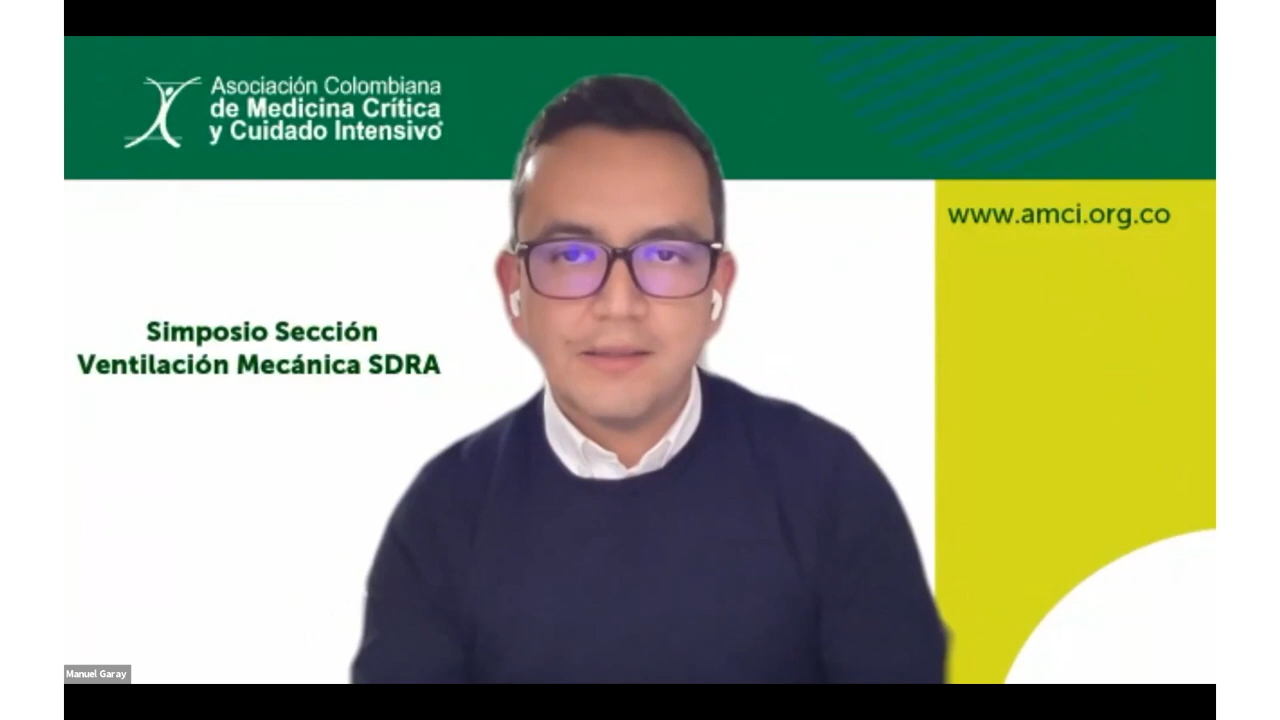 Asociación Colombiana
de Medicina Crítica
y Cuidado Intensivo
www.amci.org.co
Simposio Sección
Ventilación Mecánica SDRA
Manuel Garay